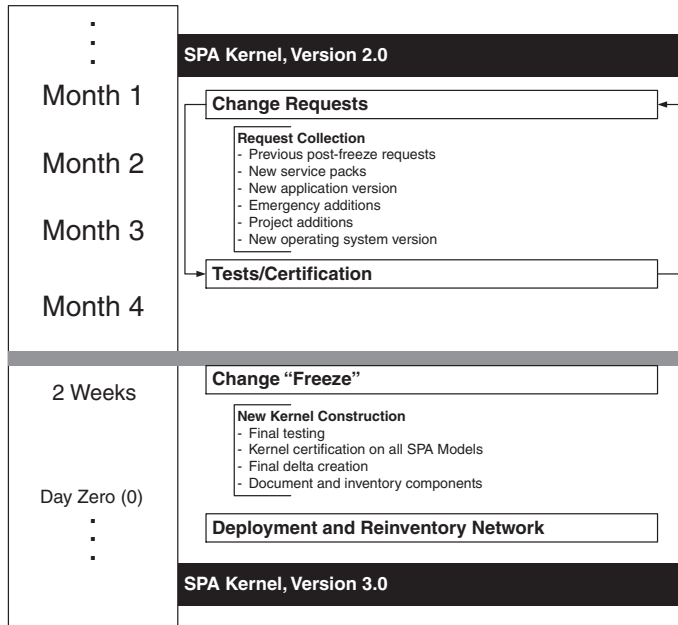 SPA Kernel, Version 2.0
Month 1
Change Requests
Request Collection
- Previous post-freeze requests
Month 2
- New service packs
- New application version
- Emergency additions
Month 3
- Project additions
- New operating system version
Tests/Certification
Month 4
Change “Freeze”
2 Weeks
New Kernel Construction
- Final testing
- Kernel certification on all SPA Models
- Final delta creation
- Document and inventory components
Day Zero (0)
Deployment and Reinventory Network
SPA Kernel, Version 3.0